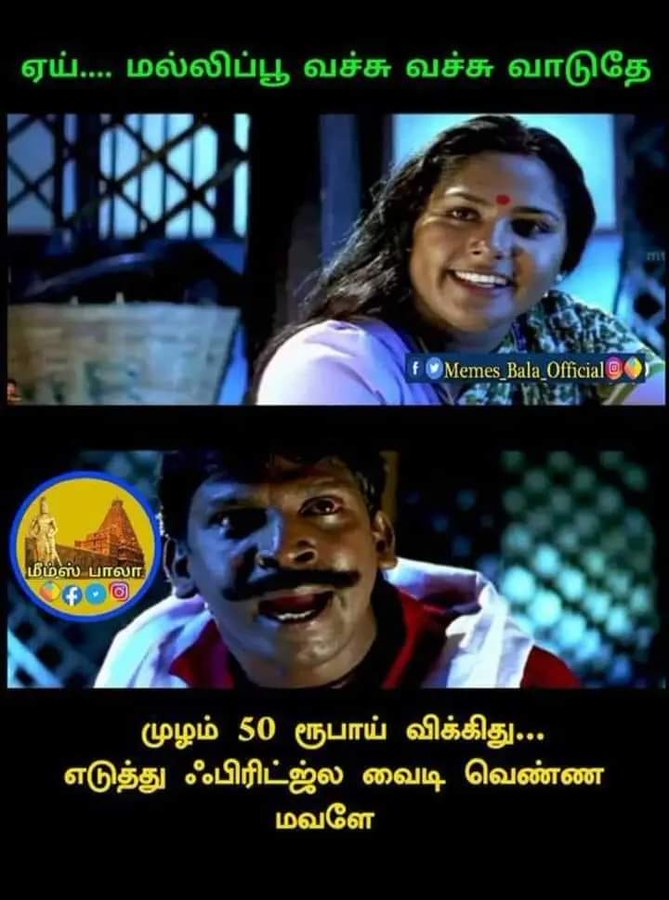 ஏய்.... மல்லிப்பூ வச்சு வச்சு வாடுதே
Memes_Bala_Official
மீம்ஸ் பாலா
முழம் 50 ரூபாய் விக்கிது...
எடுத்து ஃபிரிட்ஜ்ல வைடி வெண்ண
மவளே